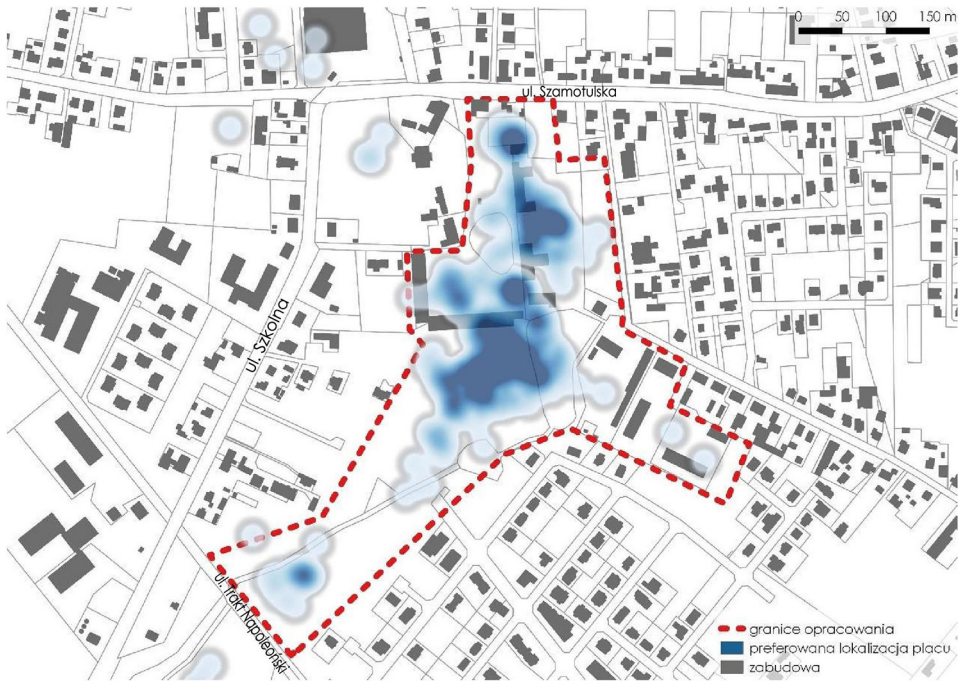 0 50 100 150 m
ul. Szamotulska
ul. Szkolna
ul. Trakt Napoleoński
granice opracowania
preferowana lokalizacja placu
zabudowa